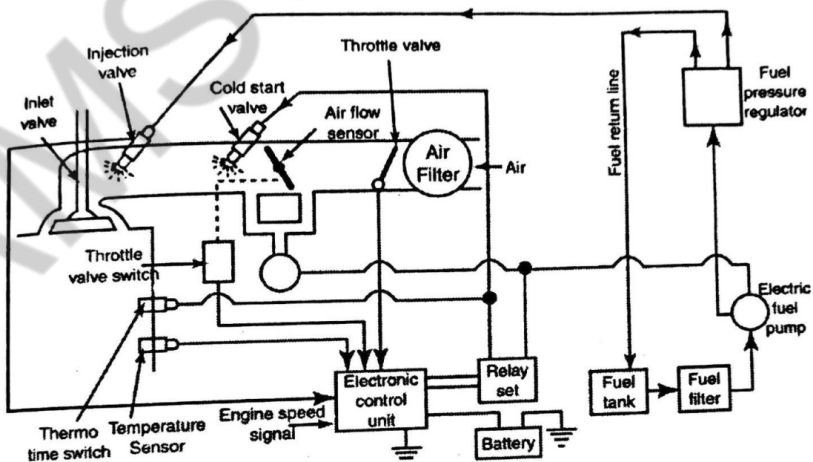 Injection
valve
Throttle valve
Cold start
valve
Inlet
valve
Air flow
sensor
Fuel return line
Fuel
pressure
regulator
Air
Filter
Air
Throttle
valve switch
Electric
fuel
pump
Electronic
control
unit
Relay
set
Fuel
tank
Fuel
filter
Engine speed
signal
Battery
Thermo
time switch
Temperature
Sensor